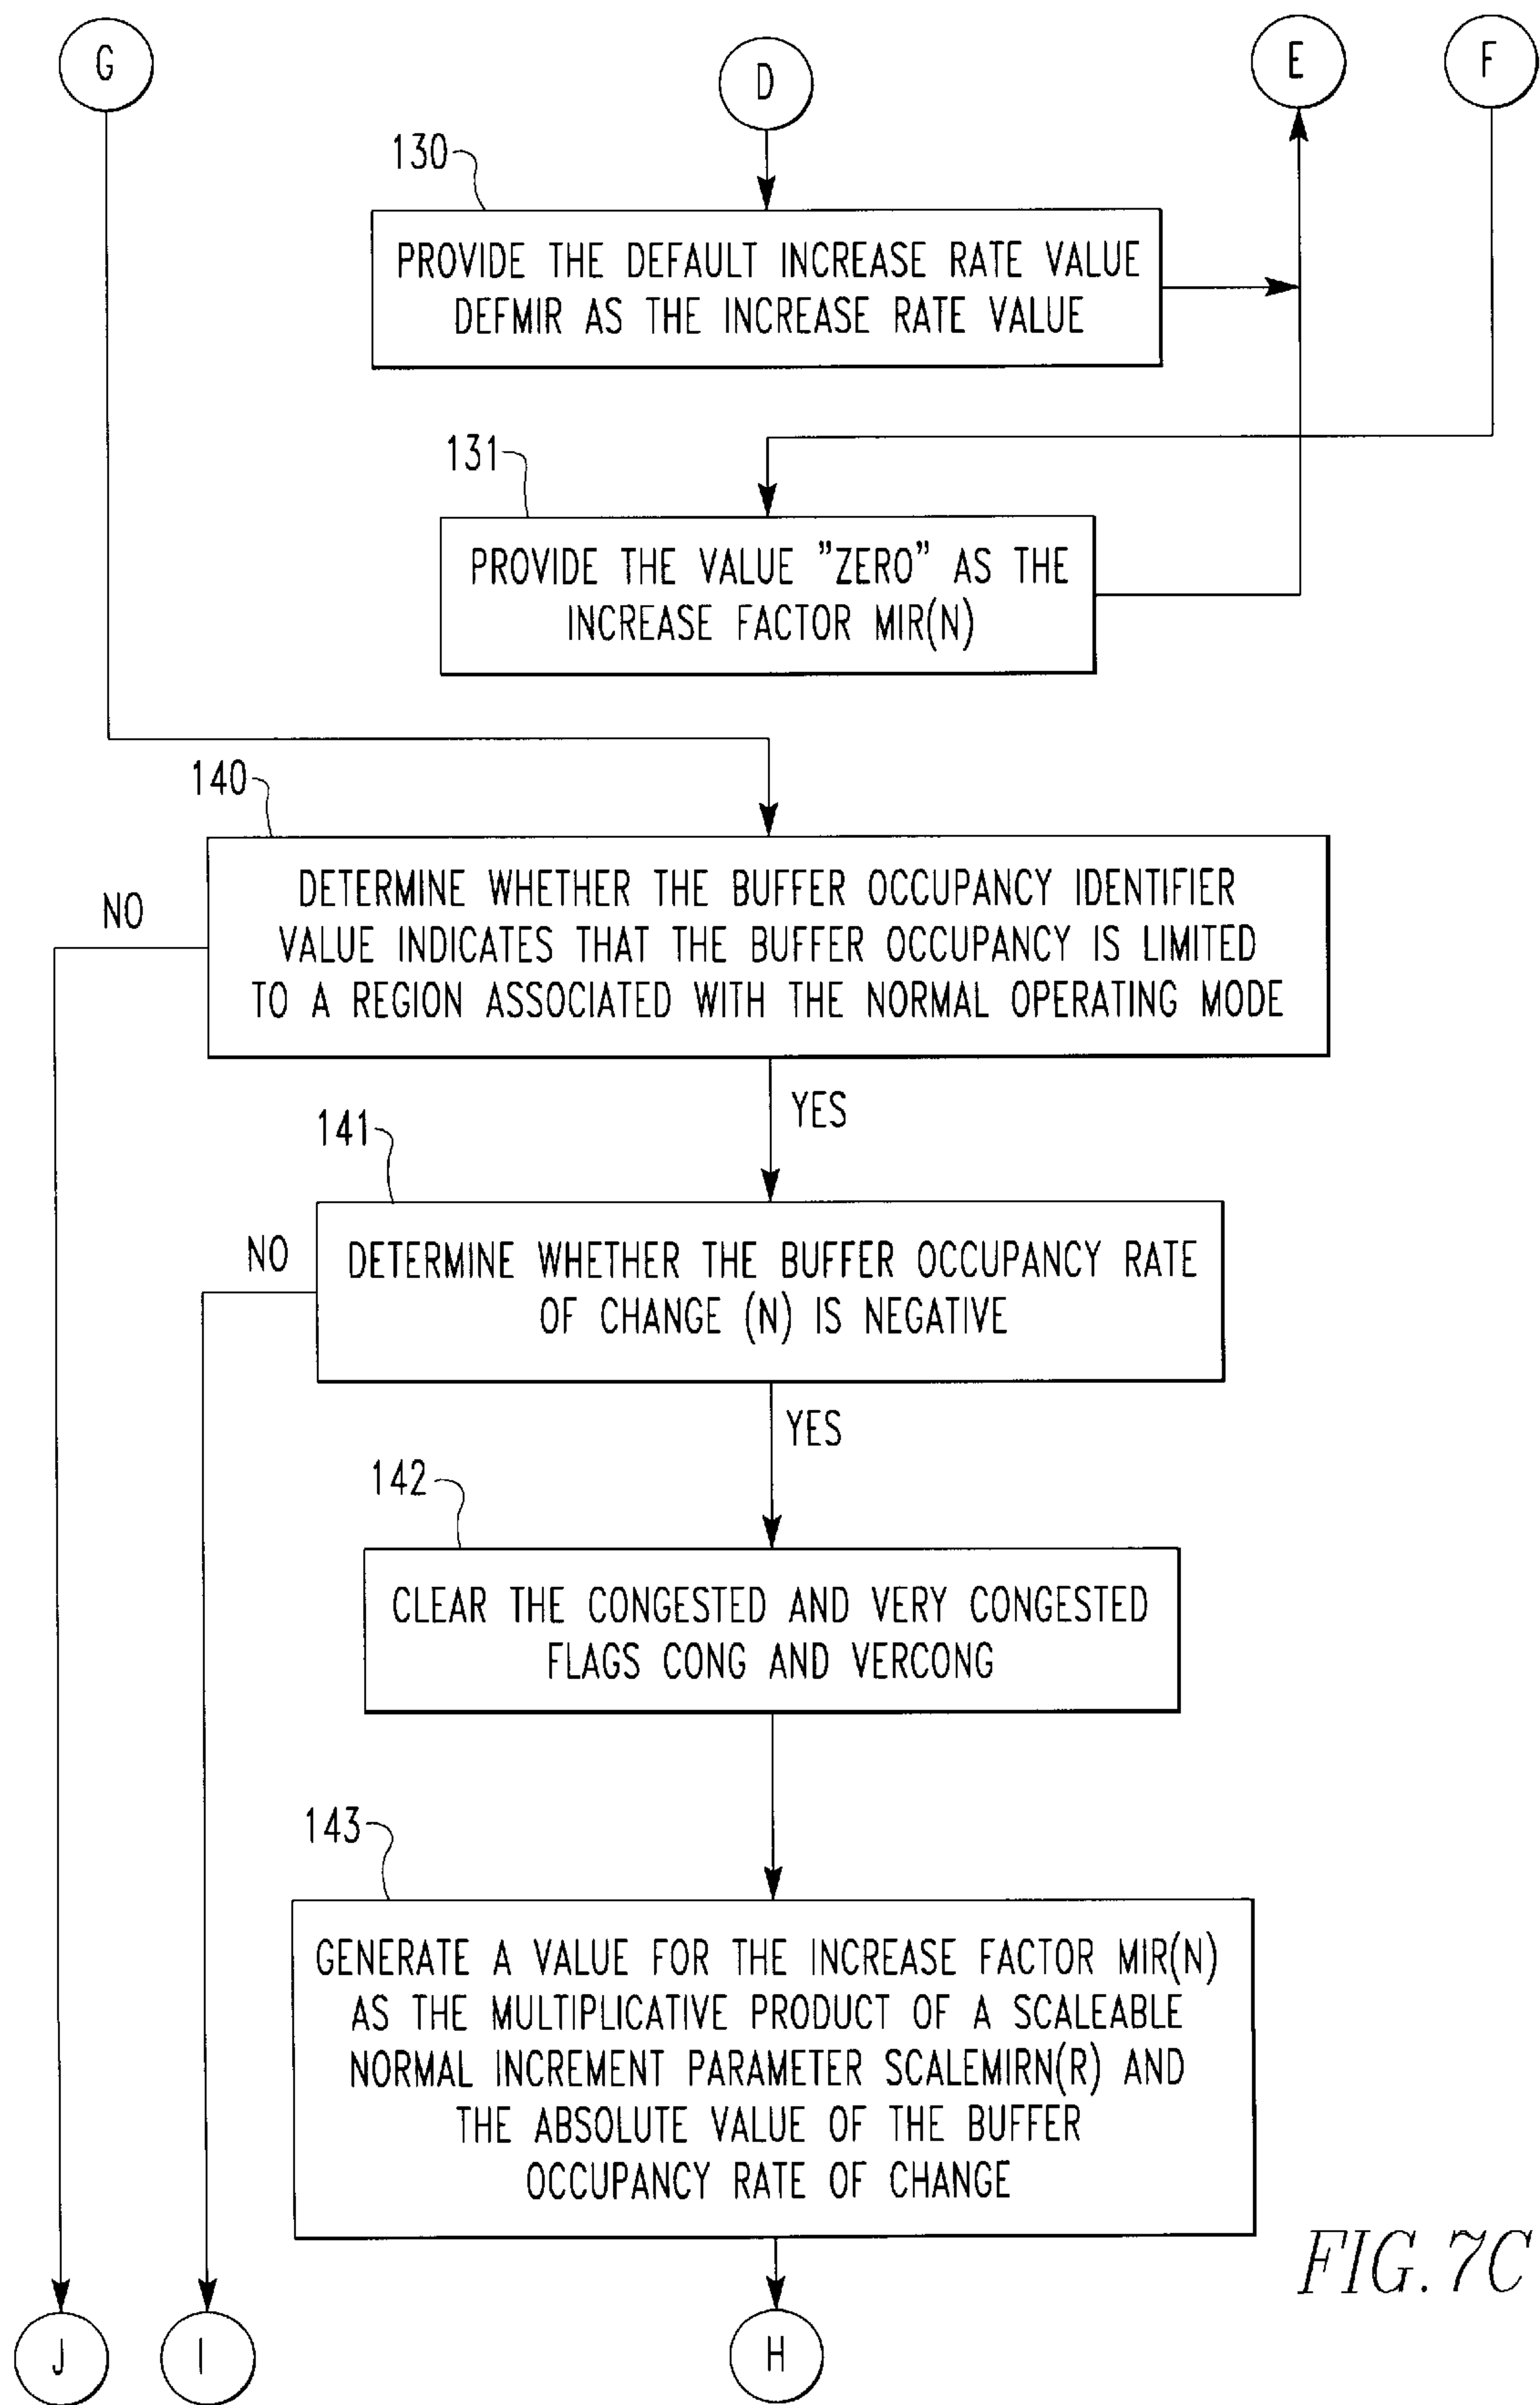 G
D
E
F
130
PROVIDE THE DEFAULT INCREASE RATE VALUE
DEFMIR AS THE INCREASE RATE VALUE
131
PROVIDE THE VALUE "ZERO" AS THE
INCREASE FACTOR MIR(N)
140
NO
DETERMINE WHETHER THE BUFFER OCCUPANCY IDENTIFIER
VALUE INDICATES THAT THE BUFFER OCCUPANCY IS LIMITED
TO A REGION ASSOCIATED WITH THE NORMAL OPERATING MODE
YES
141
NO
DETERMINE WHETHER THE BUFFER OCCUPANCY RATE
OF CHANGE (N) IS NEGATIVE
YES
142
CLEAR THE CONGESTED AND VERY CONGESTED
FLAGS CONG AND VERCONG
143
GENERATE A VALUE FOR THE INCREASE FACTOR MIR(N)
AS THE MULTIPLICATIVE PRODUCT OF A SCALEABLE
NORMAL INCREMENT PARAMETER SCALEMIRN(R) AND
THE ABSOLUTE VALUE OF THE BUFFER
OCCUPANCY RATE OF CHANGE
J
I
H
FIG. 7C